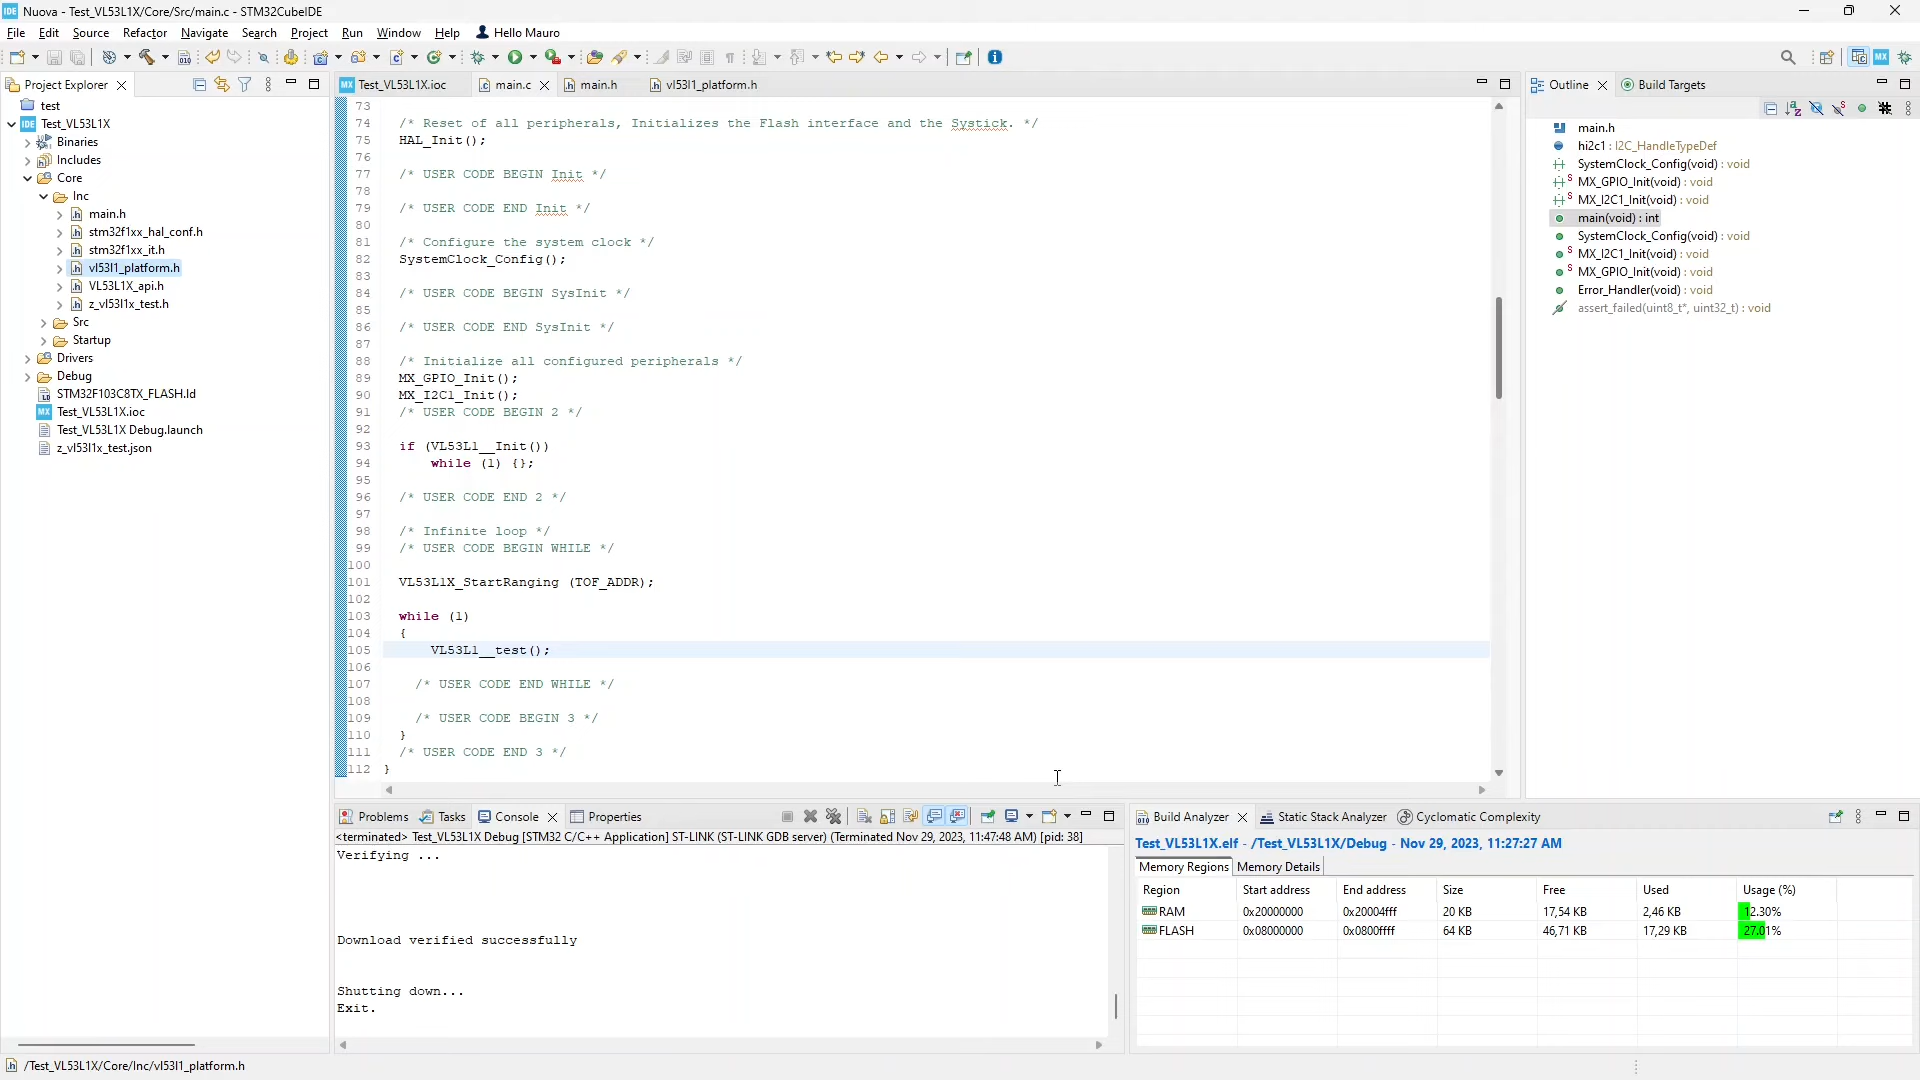 Nuova - Test_VL53L1X/Core/Src/main.c - STM32CubeIDE
File Edit Source Refactor Navigate Search Project Run Window Help Hello Mauro
Project Explorer
test
Test_VL53L1X
Binaries
Includes
Core
Inc
main.h
stm32f1xx_hal_conf.h
stm32f1xx_it.h
vl53l1_platform.h
VL53L1X_api.h
z_vl53l1x_test.h
Src
Startup
Drivers
Debug
STM32F103C8TX_FLASH.ld
Test_VL53L1X.ioc
Test_VL53L1X Debug.launch
z_vl53l1x_test.json
Test_VL53L1X.ioc main.c main.h vl53l1_platform.h
73
74 /* Reset of all peripherals, Initializes the Flash interface and the Systick. */
75 HAL_Init();
76
77 /* USER CODE BEGIN Init */
78
79 /* USER CODE END Init */
80
81 /* Configure the system clock */
82 SystemClock_Config();
83
84 /* USER CODE BEGIN SysInit */
85
86 /* USER CODE END SysInit */
87
88 /* Initialize all configured peripherals */
89 MX_GPIO_Init();
90 MX_I2C1_Init();
91 /* USER CODE BEGIN 2 */
92
93 if (VL53L1__Init())
94 while (1) {};
95
96 /* USER CODE END 2 */
97
98 /* Infinite loop */
99 /* USER CODE BEGIN WHILE */
100
101 VL53L1X_StartRanging (TOF_ADDR);
102
103 while (1)
104 {
105 VL53L1__test();
106
107 /* USER CODE END WHILE */
108
109 /* USER CODE BEGIN 3 */
110 }
111 /* USER CODE END 3 */
112 }
Outline Build Targets
main.h
hi2c1 : I2C_HandleTypeDef
SystemClock_Config(void) : void
MX_GPIO_Init(void) : void
MX_I2C1_Init(void) : void
main(void) : int
SystemClock_Config(void) : void
MX_I2C1_Init(void) : void
MX_GPIO_Init(void) : void
Error_Handler(void) : void
assert_failed(uint8_t*, uint32_t) : void
Problems Tasks Console Properties
<terminated> Test_VL53L1X Debug [STM32 C/C++ Application] ST-LINK (ST-LINK GDB server) (Terminated Nov 29, 2023, 11:47:48 AM) [pid: 38]
Verifying ...
Download verified successfully
Shutting down...
Exit.
Build Analyzer Static Stack Analyzer Cyclomatic Complexity
Test_VL53L1X.elf - /Test_VL53L1X/Debug - Nov 29, 2023, 11:27:27 AM
Memory Regions Memory Details
Region Start address End address Size Free Used Usage (%)
RAM 0x20000000 0x20004fff 20 KB 17,54 KB 2,46 KB 12.30%
FLASH 0x08000000 0x0800ffff 64 KB 46,71 KB 17,29 KB 27.01%
/Test_VL53L1X/Core/Inc/vl53l1_platform.h